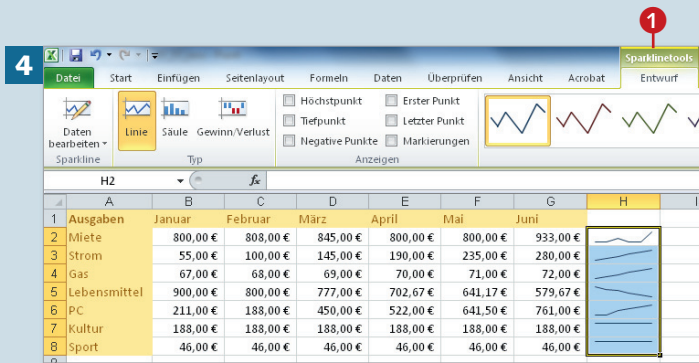 1
4
Sparklinetools
Datei Start Einfügen Seitenlayout Formeln Daten Überprüfen Ansicht Acrobat Entwurf
Daten bearbeiten Linie Säule Gewinn/Verlust
Höchstpunkt Erster Punkt
Tiefpunkt Letzter Punkt
Negative Punkte Markierungen
Sparkline Typ Anzeigen
H2 fx
A B C D E F G H I
1 Ausgaben Januar Februar März April Mai Juni
2 Miete 800,00 € 808,00 € 845,00 € 800,00 € 800,00 € 933,00 €
3 Strom 55,00 € 100,00 € 145,00 € 190,00 € 235,00 € 280,00 €
4 Gas 67,00 € 68,00 € 69,00 € 70,00 € 71,00 € 72,00 €
5 Lebensmittel 900,00 € 800,00 € 777,00 € 702,67 € 641,17 € 579,67 €
6 PC 211,00 € 188,00 € 450,00 € 522,00 € 641,50 € 761,00 €
7 Kultur 188,00 € 188,00 € 188,00 € 188,00 € 188,00 € 188,00 €
8 Sport 46,00 € 46,00 € 46,00 € 46,00 € 46,00 € 46,00 €